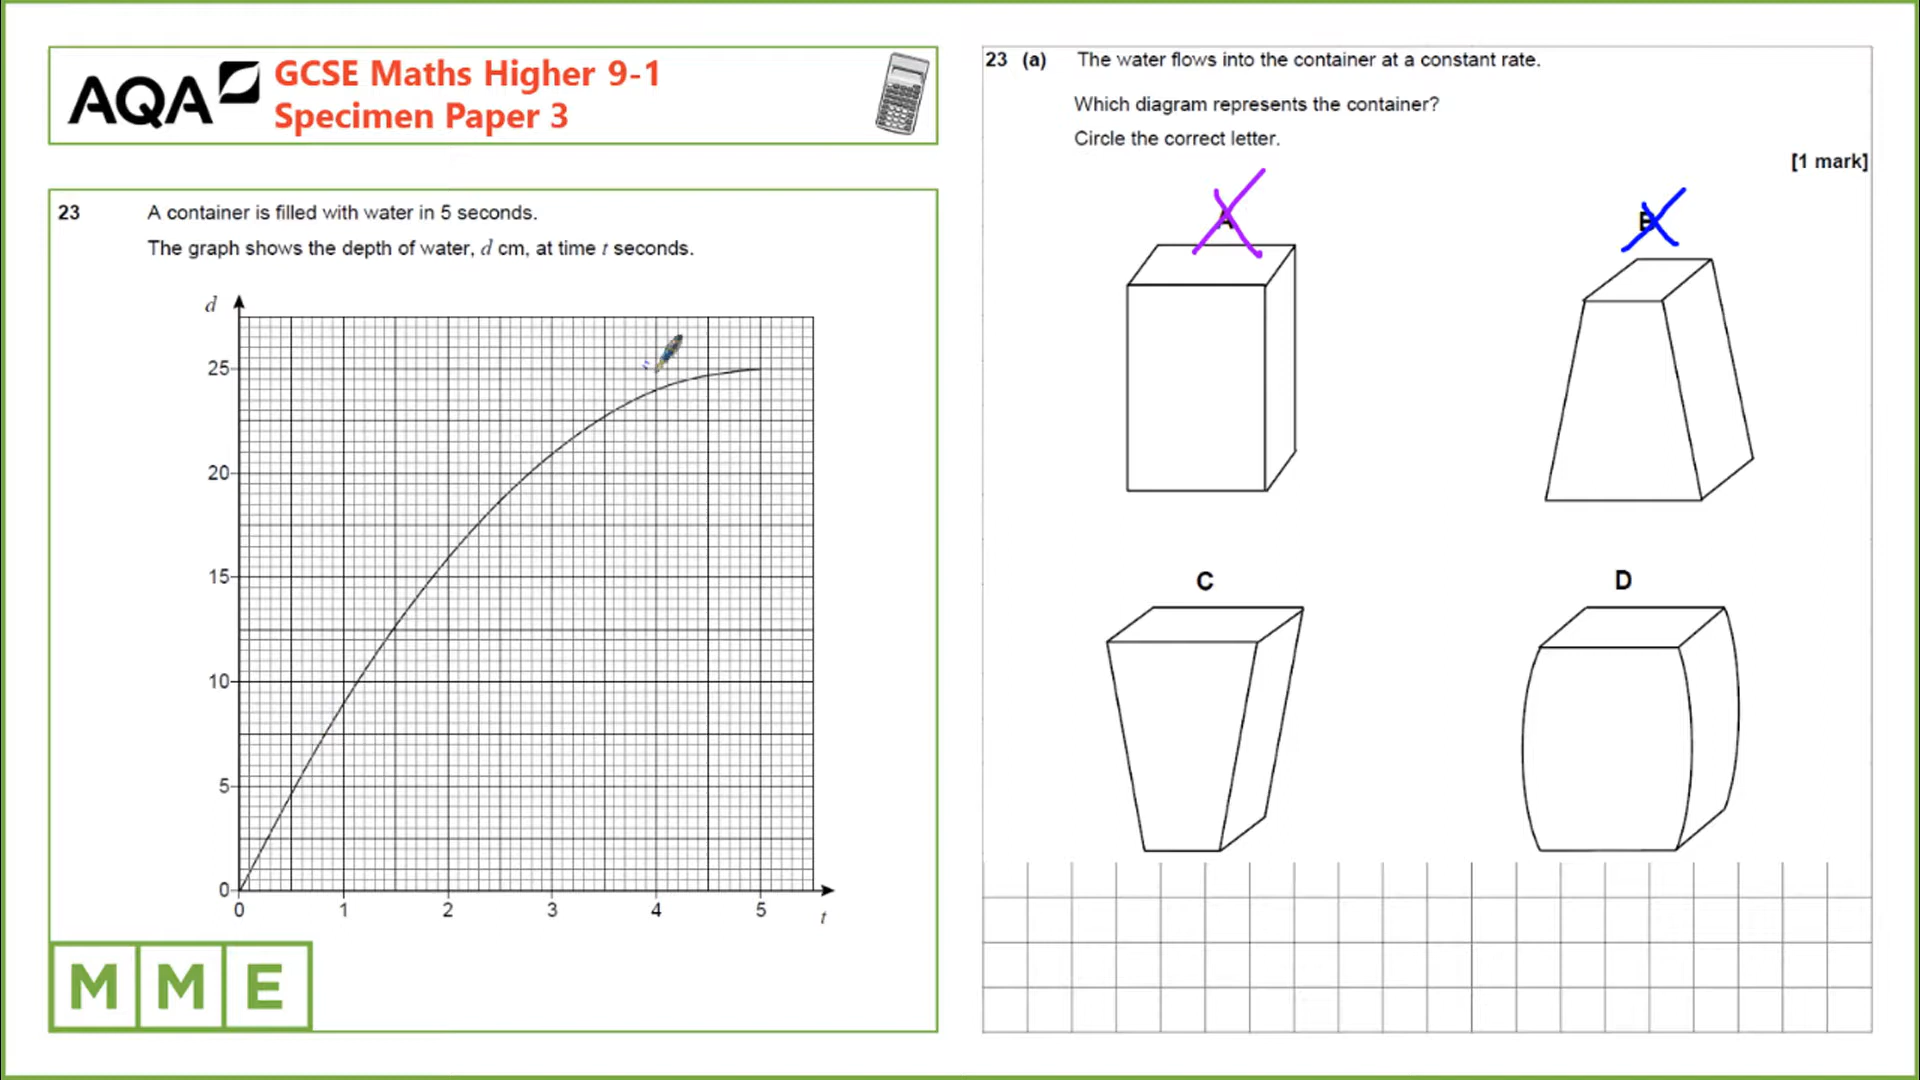 AQA
GCSE Maths Higher 9-1
Specimen Paper 3
23 A container is filled with water in 5 seconds.
The graph shows the depth of water, d cm, at time t seconds.
d
25
20
15
10
5
0
0 1 2 3 4 5 t
M M E
23 (a) The water flows into the container at a constant rate.
Which diagram represents the container?
Circle the correct letter.
[1 mark]
A B
C D